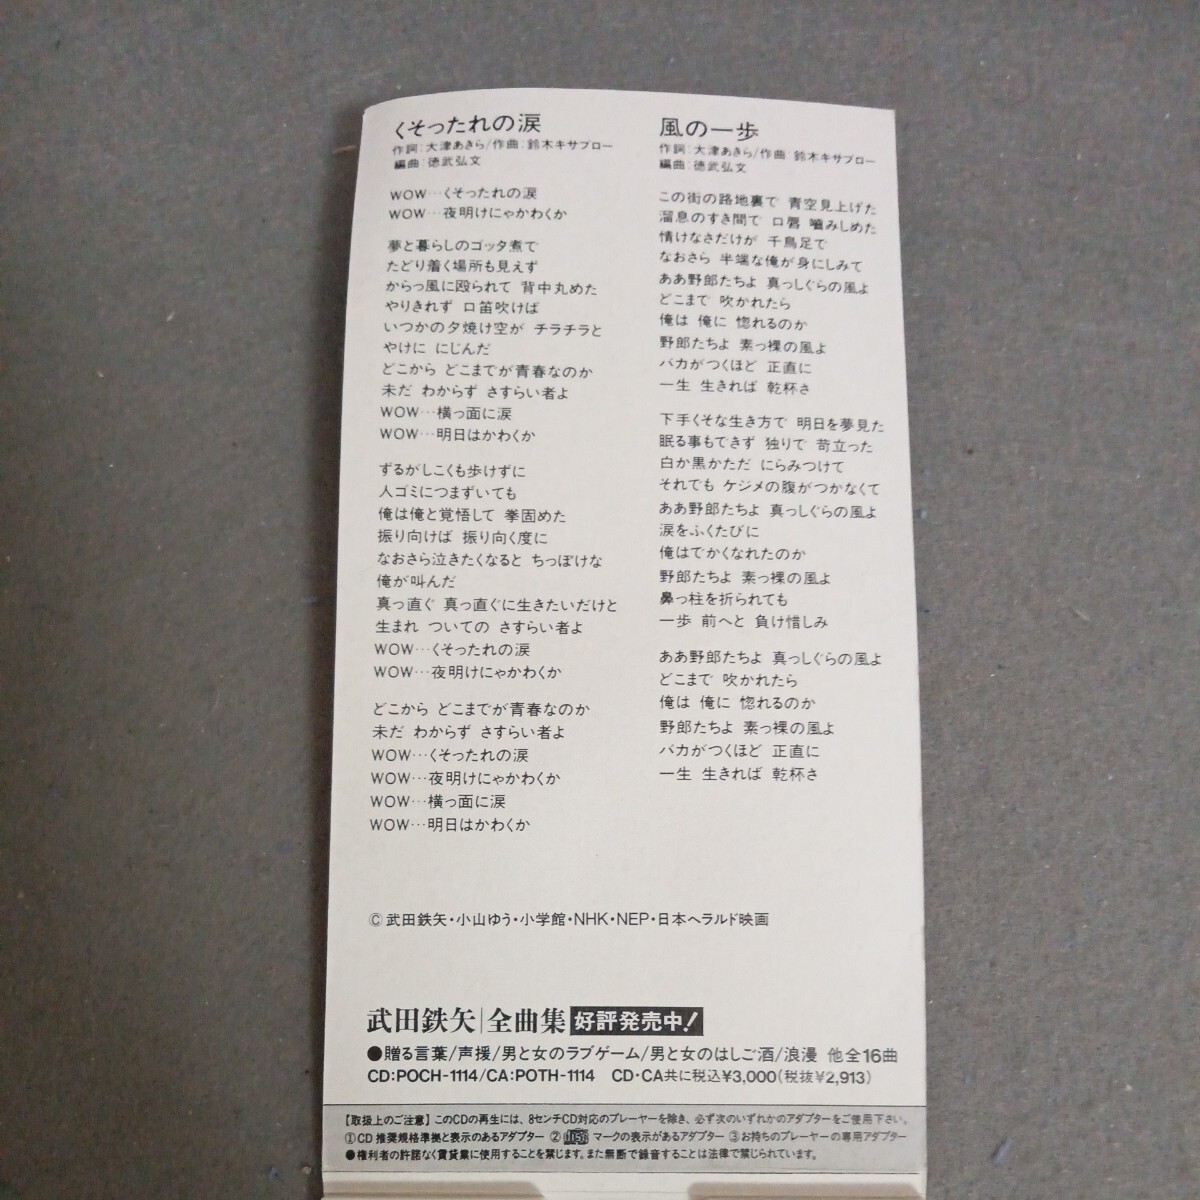 くそったれの涙
作詞:大津あきら/作曲:鈴木キサブロー
編曲:徳武弘文
WOW…くそったれの涙
WOW…夜明けにゃかわくか
夢と暮らしのゴッタ煮で
たどり着く場所も見えず
からっ風に殴られて 背中丸めた
やりきれず 口笛吹けば
いつかの夕焼け空が チラチラと
やけに にじんだ
どこから どこまでが青春なのか
未だ わからず さすらい者よ
WOW…横っ面に涙
WOW…明日はかわくか
ずるがしこくも歩けずに
人ゴミにつまずいても
俺は俺と覚悟して 拳固めた
振り向けば 振り向く度に
なおさら泣きたくなると ちっぽけな
俺が叫んだ
真っ直ぐ 真っ直ぐに生きたいだけと
生まれ ついての さすらい者よ
WOW…くそったれの涙
WOW…夜明けにゃかわくか
どこから どこまでが青春なのか
未だ わからず さすらい者よ
WOW…くそったれの涙
WOW…夜明けにゃかわくか
WOW…横っ面に涙
WOW…明日はかわくか
風の一歩
作詞:大津あきら/作曲:鈴木キサブロー
編曲:徳武弘文
この街の路地裏で 青空見上げた
溜息のすき間で 口唇 噛みしめた
情けなさだけが 千鳥足で
なおさら 半端な俺が身にしみて
ああ野郎たちよ 真っしぐらの風よ
どこまで 吹かれたら
俺は 俺に 惚れるのか
野郎たちよ 素っ裸の風よ
バカがつくほど 正直に
一生 生きれば 乾杯さ
下手くそな生き方で 明日を夢見た
眠る事もできず 独りで 苛立った
白か黒かただ にらみつけて
それでも ケジメの腹がつかなくて
ああ野郎たちよ 真っしぐらの風よ
涙をふくたびに
俺はでかくなれたのか
野郎たちよ 素っ裸の風よ
鼻っ柱を折られても
一歩 前へと 負け惜しみ
ああ野郎たちよ 真っしぐらの風よ
どこまで 吹かれたら
俺は 俺に 惚れるのか
野郎たちよ 素っ裸の風よ
バカがつくほど 正直に
一生 生きれば 乾杯さ
© 武田鉄矢・小山ゆう・小学館・NHK・NEP・日本ヘラルド映画
武田鉄矢|全曲集 好評発売中!
●贈る言葉/声援/男と女のラブゲーム/男と女のはしご酒/浪漫 他全16曲
CD:POCH-1114/CA:POTH-1114 CD・CA共に税込¥3,000(税抜¥2,913)
【取扱上のご注意】このCDの再生には、8センチCD対応のプレーヤーを除き、必ず次のいずれかのアダプターをご使用下さい。
①CD 推奨規格準拠と表示のあるアダプター ②disc マークの表示があるアダプター ③お持ちのプレーヤーの専用アダプター
●権利者の許諾なく賃貸業に使用することを禁じます。また無断で録音することは法律で禁じられています。